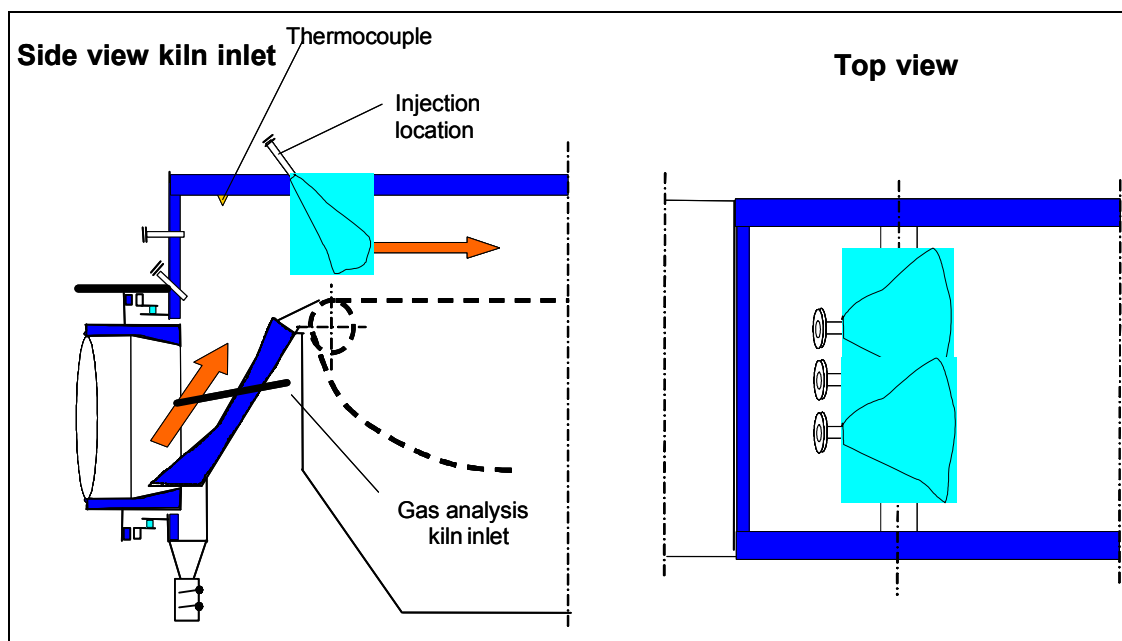 Side view kiln inlet
Thermocouple
Injection
location
Gas analysis
kiln inlet
Top view